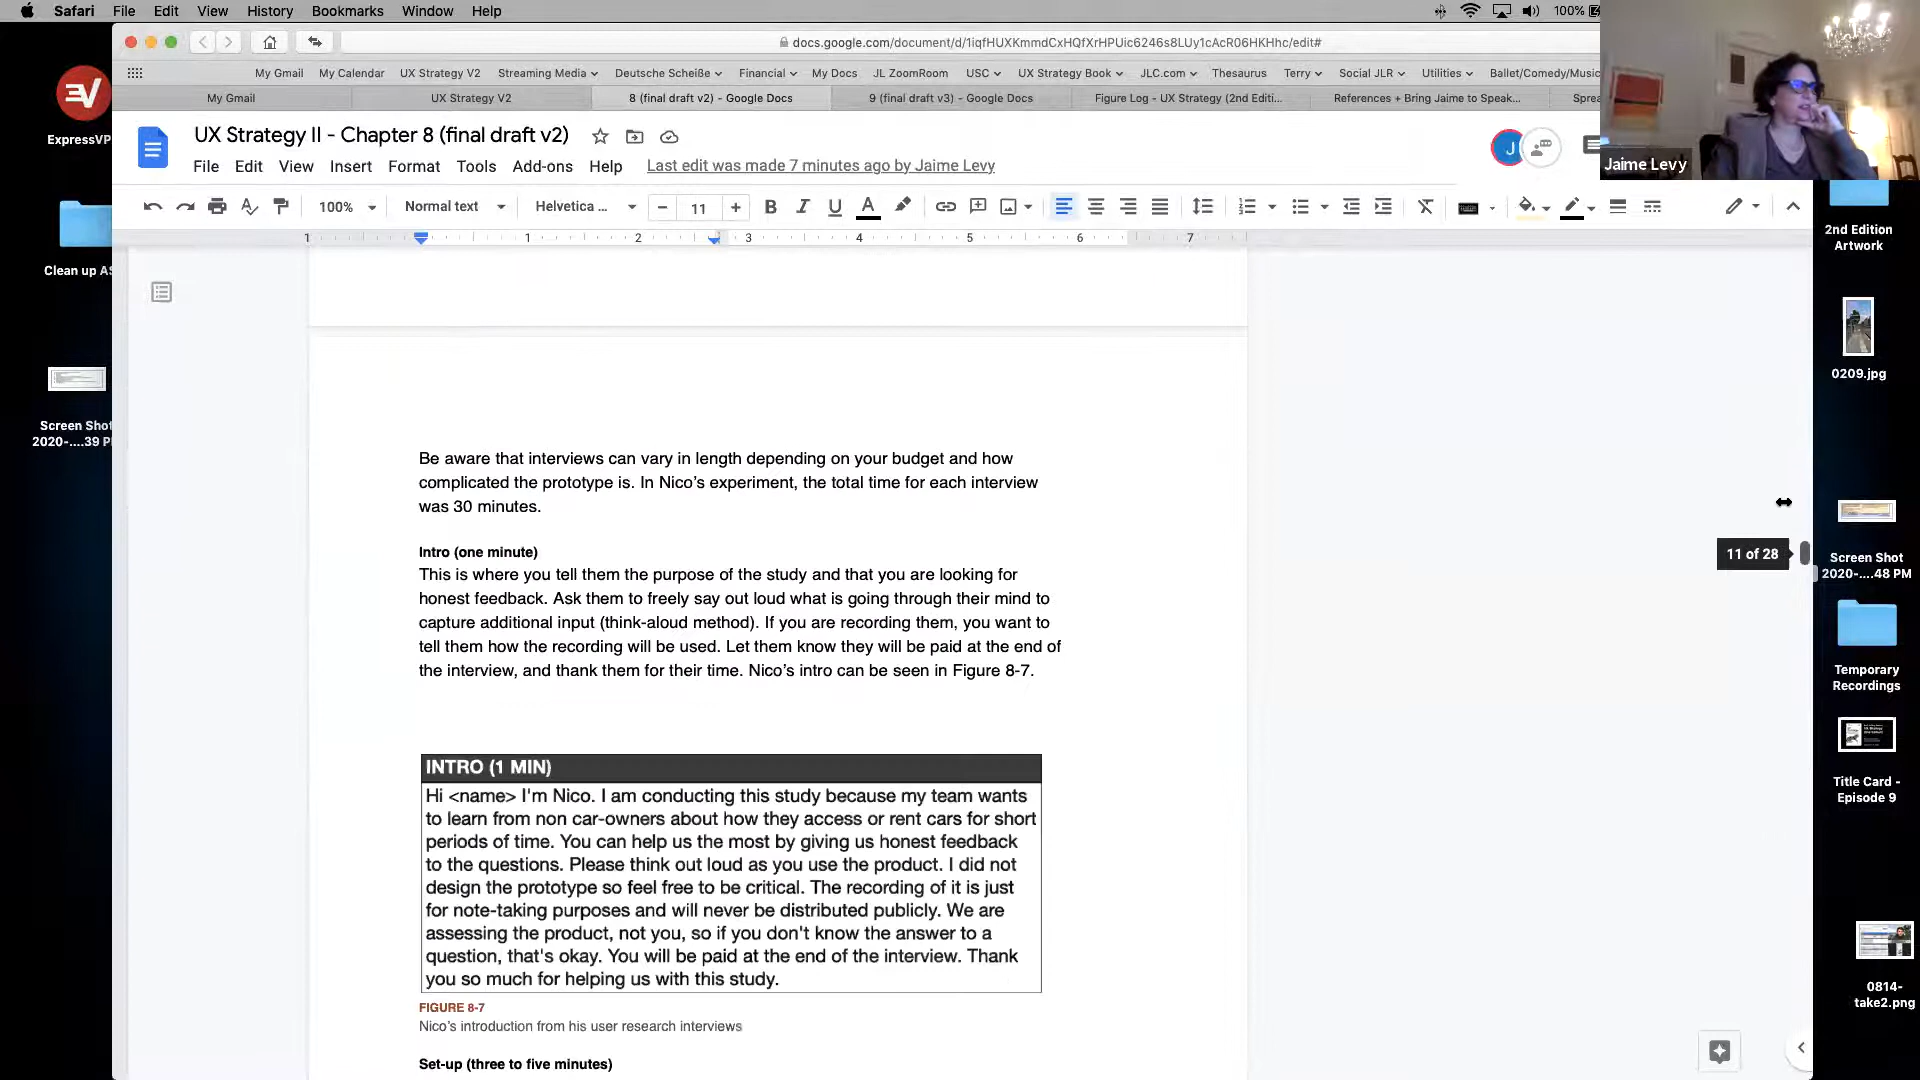 Safari File Edit View History Bookmarks Window Help 100%
docs.google.com/document/d/1iqfHUXKmmdCxHQfXrHPUic6246s8LUy1cAcR06HKHhc/edit#
My Gmail My Calendar UX Strategy V2 Streaming Media Deutsche Scheiße Financial My Docs JL ZoomRoom USC UX Strategy Book JLC.com Thesaurus Terry Social JLR Utilities Ballet/Comedy/Music
My Gmail UX Strategy V2 8 (final draft v2) - Google Docs 9 (final draft v3) - Google Docs Figure Log - UX Strategy (2nd Editi... References + Bring Jaime to Speak... Sprea
UX Strategy II - Chapter 8 (final draft v2)
File Edit View Insert Format Tools Add-ons Help Last edit was made 7 minutes ago by Jaime Levy
J
Jaime Levy
100% Normal text Helvetica ... 11 B I U A
1 1 2 3 4 5 6 7
ExpressVP
Clean up AS
Screen Shot
2020-....39 P
Be aware that interviews can vary in length depending on your budget and how
complicated the prototype is. In Nico’s experiment, the total time for each interview
was 30 minutes.
Intro (one minute)
This is where you tell them the purpose of the study and that you are looking for
honest feedback. Ask them to freely say out loud what is going through their mind to
capture additional input (think-aloud method). If you are recording them, you want to
tell them how the recording will be used. Let them know they will be paid at the end of
the interview, and thank them for their time. Nico’s intro can be seen in Figure 8-7.
INTRO (1 MIN)
Hi <name> I'm Nico. I am conducting this study because my team wants
to learn from non car-owners about how they access or rent cars for short
periods of time. You can help us the most by giving us honest feedback
to the questions. Please think out loud as you use the product. I did not
design the prototype so feel free to be critical. The recording of it is just
for note-taking purposes and will never be distributed publicly. We are
assessing the product, not you, so if you don't know the answer to a
question, that's okay. You will be paid at the end of the interview. Thank
you so much for helping us with this study.
FIGURE 8-7
Nico’s introduction from his user research interviews
Set-up (three to five minutes)
11 of 28
2nd Edition
Artwork
0209.jpg
Screen Shot
2020-....48 PM
Temporary
Recordings
Title Card -
Episode 9
0814-
take2.png